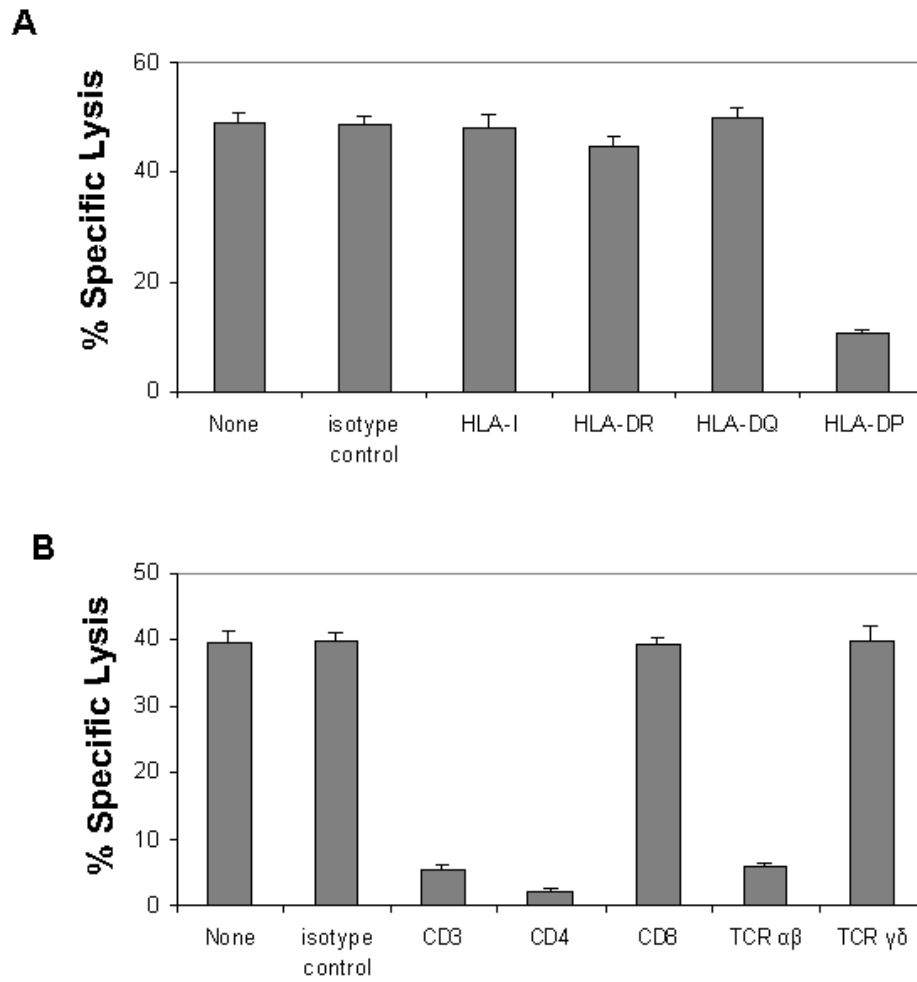 A
% Specific Lysis
60
40
20
0
None isotype control HLA-I HLA-DR HLA-DQ HLA-DP
B
% Specific Lysis
50
40
30
20
10
0
None isotype control CD3 CD4 CD8 TCR αβ TCR γδ